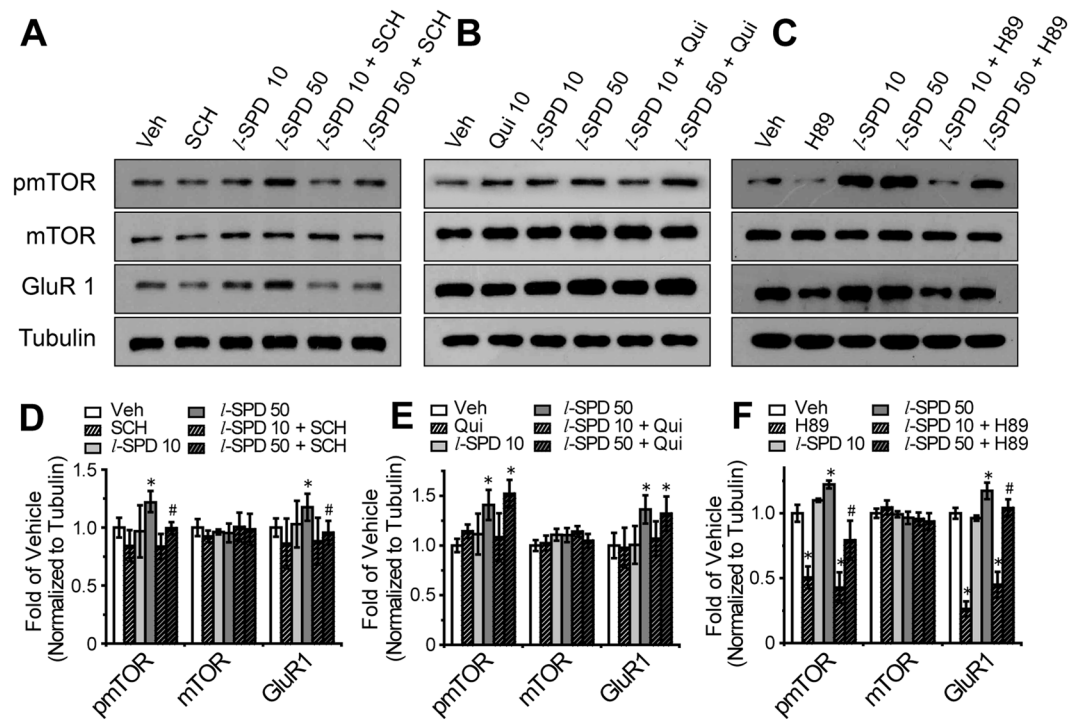 A B C
Veh SCH l-SPD 10 l-SPD 50 l-SPD 10 + SCH l-SPD 50 + SCH
Veh Qui 10 l-SPD 10 l-SPD 50 l-SPD 10 + Qui l-SPD 50 + Qui
Veh H89 l-SPD 10 l-SPD 50 l-SPD 10 + H89 l-SPD 50 + H89
pmTOR
mTOR
GluR 1
Tubulin
D
Veh l-SPD 50
SCH l-SPD 10 + SCH
l-SPD 10 l-SPD 50 + SCH
Fold of Vehicle
(Normalized to Tubulin)
1.5
1.0
0.5
0
* # * #
pmTOR mTOR GluR1
E
Veh l-SPD 50
Qui l-SPD 10 + Qui
l-SPD 10 l-SPD 50 + Qui
Fold of Vehicle
(Normalized to Tubulin)
1.5
1.0
0.5
0
* * * *
pmTOR mTOR GluR1
F
Veh l-SPD 50
H89 l-SPD 10 + H89
l-SPD 10 l-SPD 50 + H89
Fold of Vehicle
(Normalized to Tubulin)
1.0
0.5
0
* * * # * * * #
pmTOR mTOR GluR1